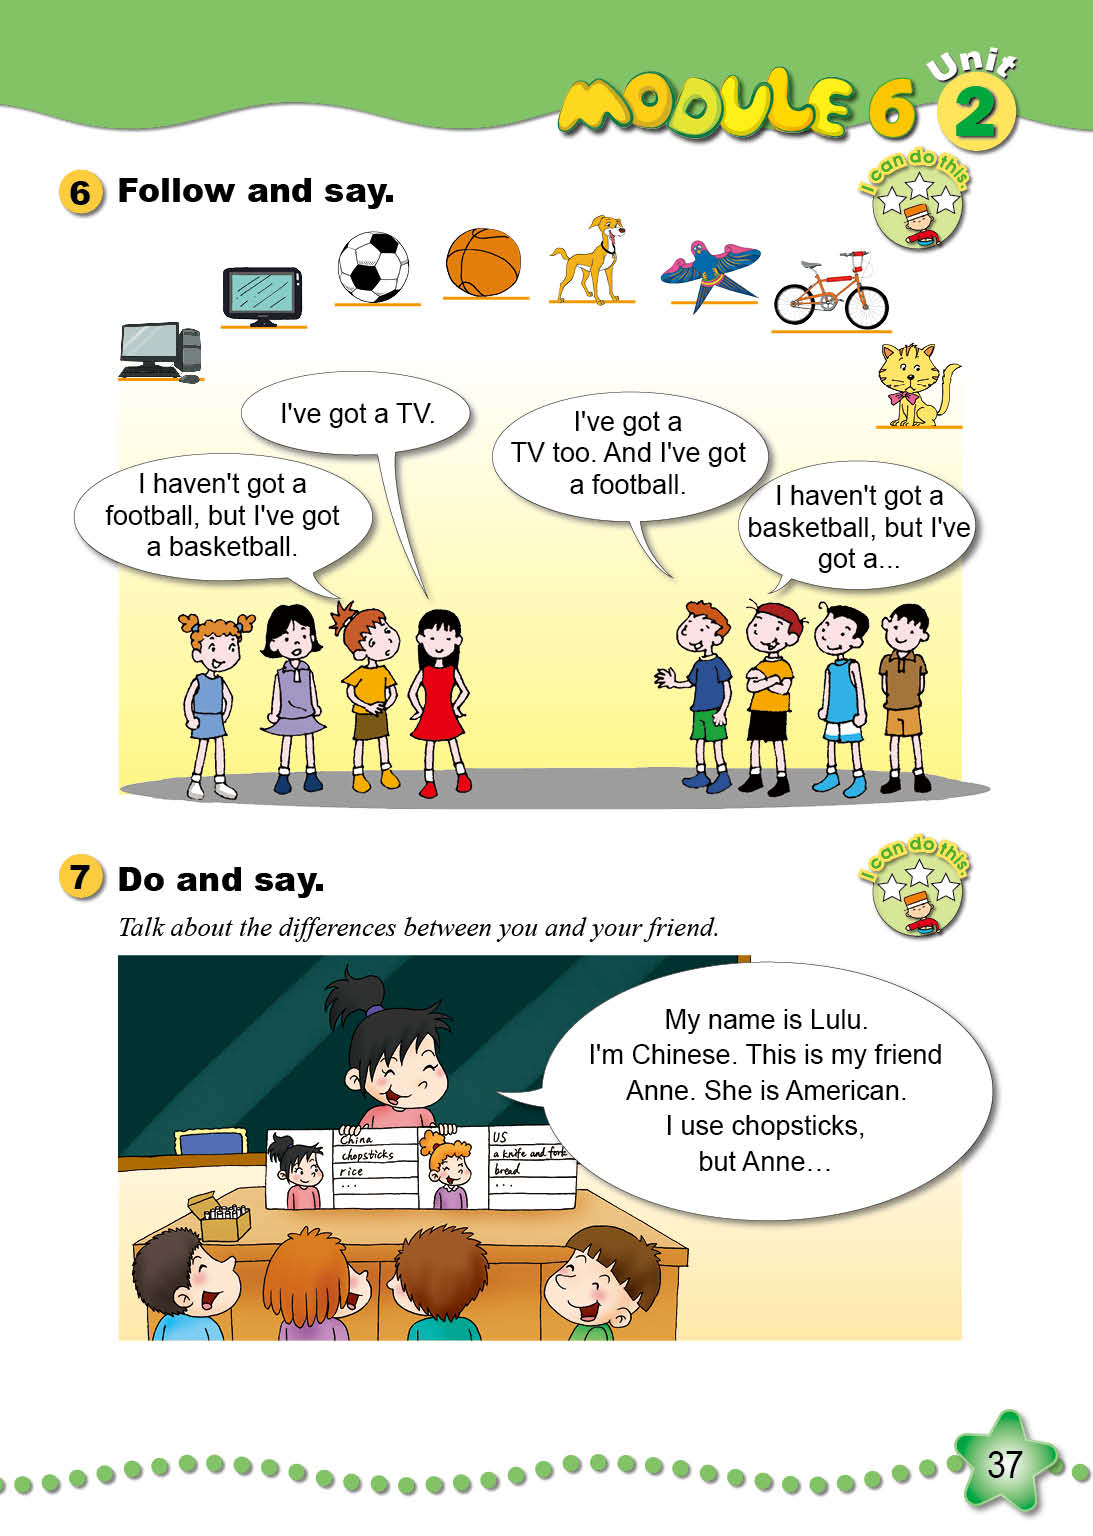 MODULE 6 Unit 2
6 Follow and say.
I can do this.
I've got a TV.
I've got a
TV too. And I've got
a football.
I haven't got a
football, but I've got
a basketball.
I haven't got a
basketball, but I've
got a...
7 Do and say.
I can do this.
Talk about the differences between you and your friend.
My name is Lulu.
I'm Chinese. This is my friend
Anne. She is American.
I use chopsticks,
but Anne…
China
chopsticks
rice
...
US
a knife and fork
bread
...
37